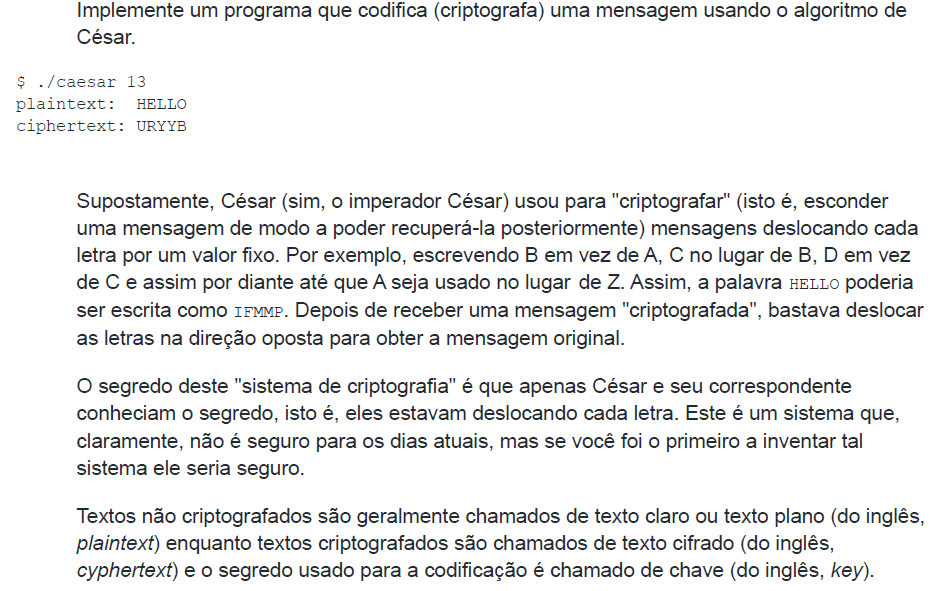 Implemente um programa que codifica (criptografa) uma mensagem usando o algoritmo de
César.
$ ./caesar 13
plaintext:  HELLO
ciphertext: URYYB
Supostamente, César (sim, o imperador César) usou para "criptografar" (isto é, esconder
uma mensagem de modo a poder recuperá-la posteriormente) mensagens deslocando cada
letra por um valor fixo. Por exemplo, escrevendo B em vez de A, C no lugar de B, D em vez
de C e assim por diante até que A seja usado no lugar de Z. Assim, a palavra HELLO poderia
ser escrita como IFMMP. Depois de receber uma mensagem "criptografada", bastava deslocar
as letras na direção oposta para obter a mensagem original.
O segredo deste "sistema de criptografia" é que apenas César e seu correspondente
conheciam o segredo, isto é, eles estavam deslocando cada letra. Este é um sistema que,
claramente, não é seguro para os dias atuais, mas se você foi o primeiro a inventar tal
sistema ele seria seguro.
Textos não criptografados são geralmente chamados de texto claro ou texto plano (do inglês,
plaintext) enquanto textos criptografados são chamados de texto cifrado (do inglês,
cyphertext) e o segredo usado para a codificação é chamado de chave (do inglês, key).